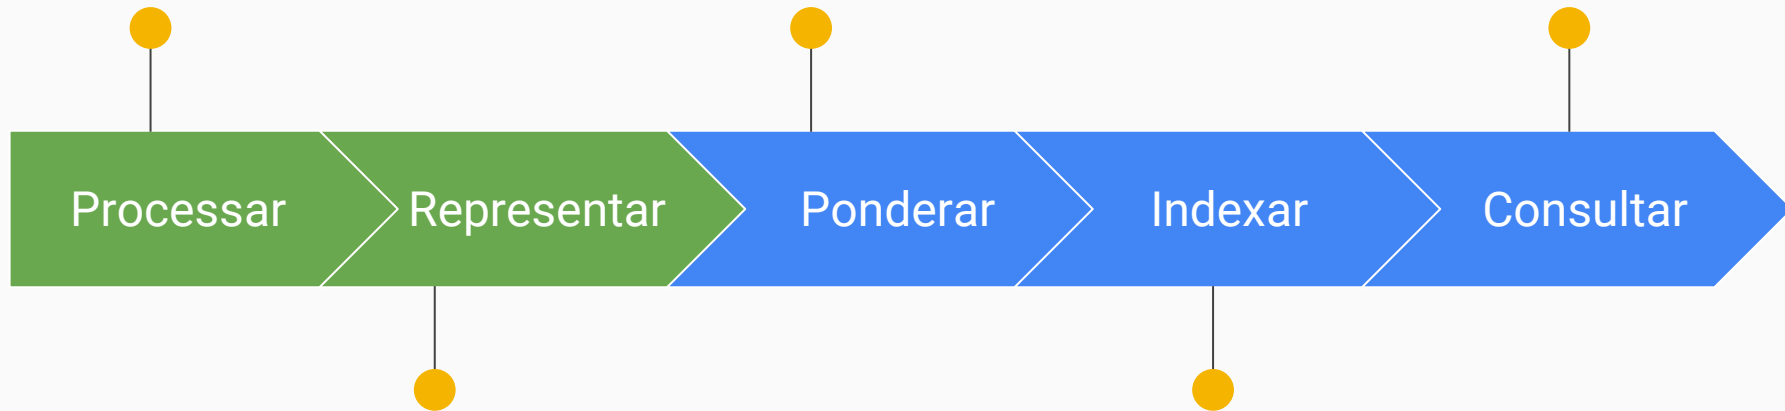 Processar
Representar
Ponderar
Indexar
Consultar